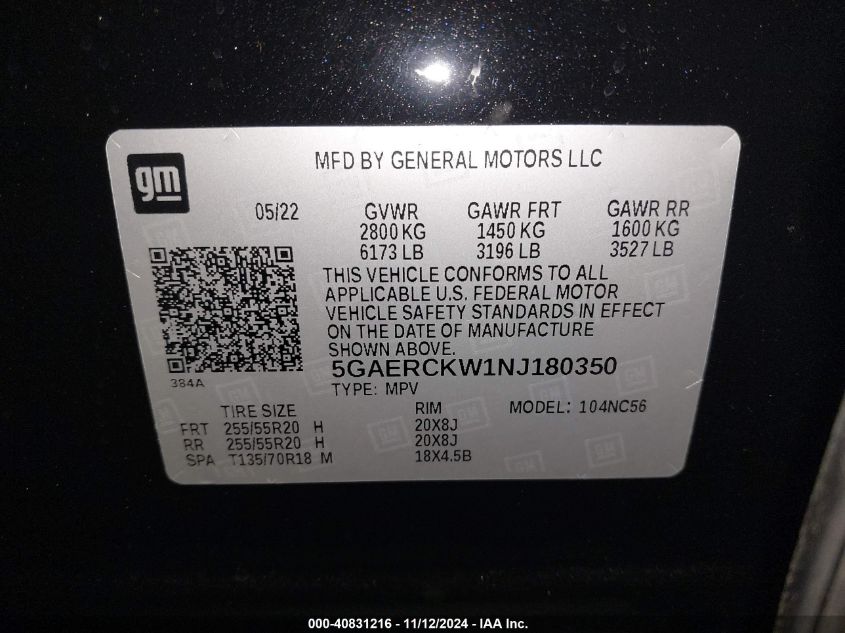 gm
MFD BY GENERAL MOTORS LLC
05/22 GVWR GAWR FRT GAWR RR
2800 KG 1450 KG 1600 KG
6173 LB 3196 LB 3527 LB
THIS VEHICLE CONFORMS TO ALL
APPLICABLE U.S. FEDERAL MOTOR
VEHICLE SAFETY STANDARDS IN EFFECT
ON THE DATE OF MANUFACTURE
SHOWN ABOVE.
5GAERCKW1NJ180350
384A
TYPE: MPV
TIRE SIZE RIM MODEL: 104NC56
FRT 255/55R20 H 20X8J
RR 255/55R20 H 20X8J
SPA T135/70R18 M 18X4.5B
000-40831216 - 11/12/2024 - IAA Inc.